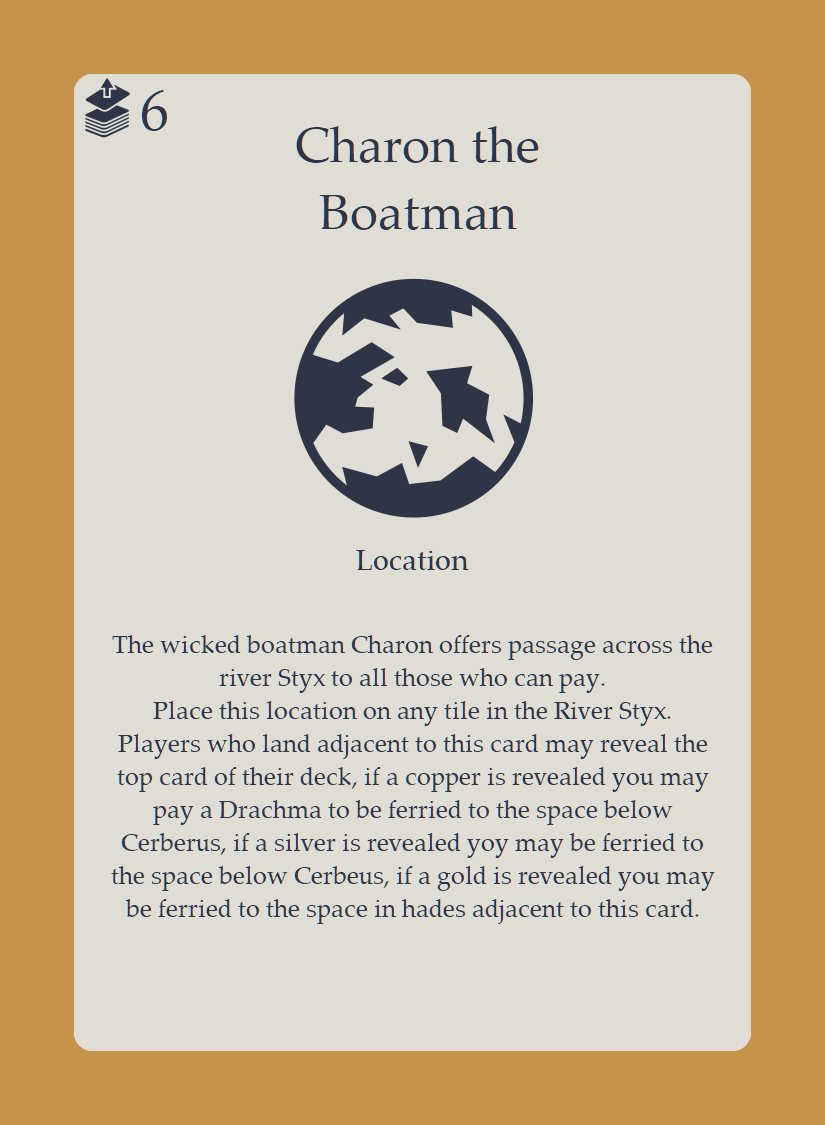 6
Charon the
Boatman
Location
The wicked boatman Charon offers passage across the
river Styx to all those who can pay.
Place this location on any tile in the River Styx.
Players who land adjacent to this card may reveal the
top card of their deck, if a copper is revealed you may
pay a Drachma to be ferried to the space below
Cerberus, if a silver is revealed yoy may be ferried to
the space below Cerbeus, if a gold is revealed you may
be ferried to the space in hades adjacent to this card.